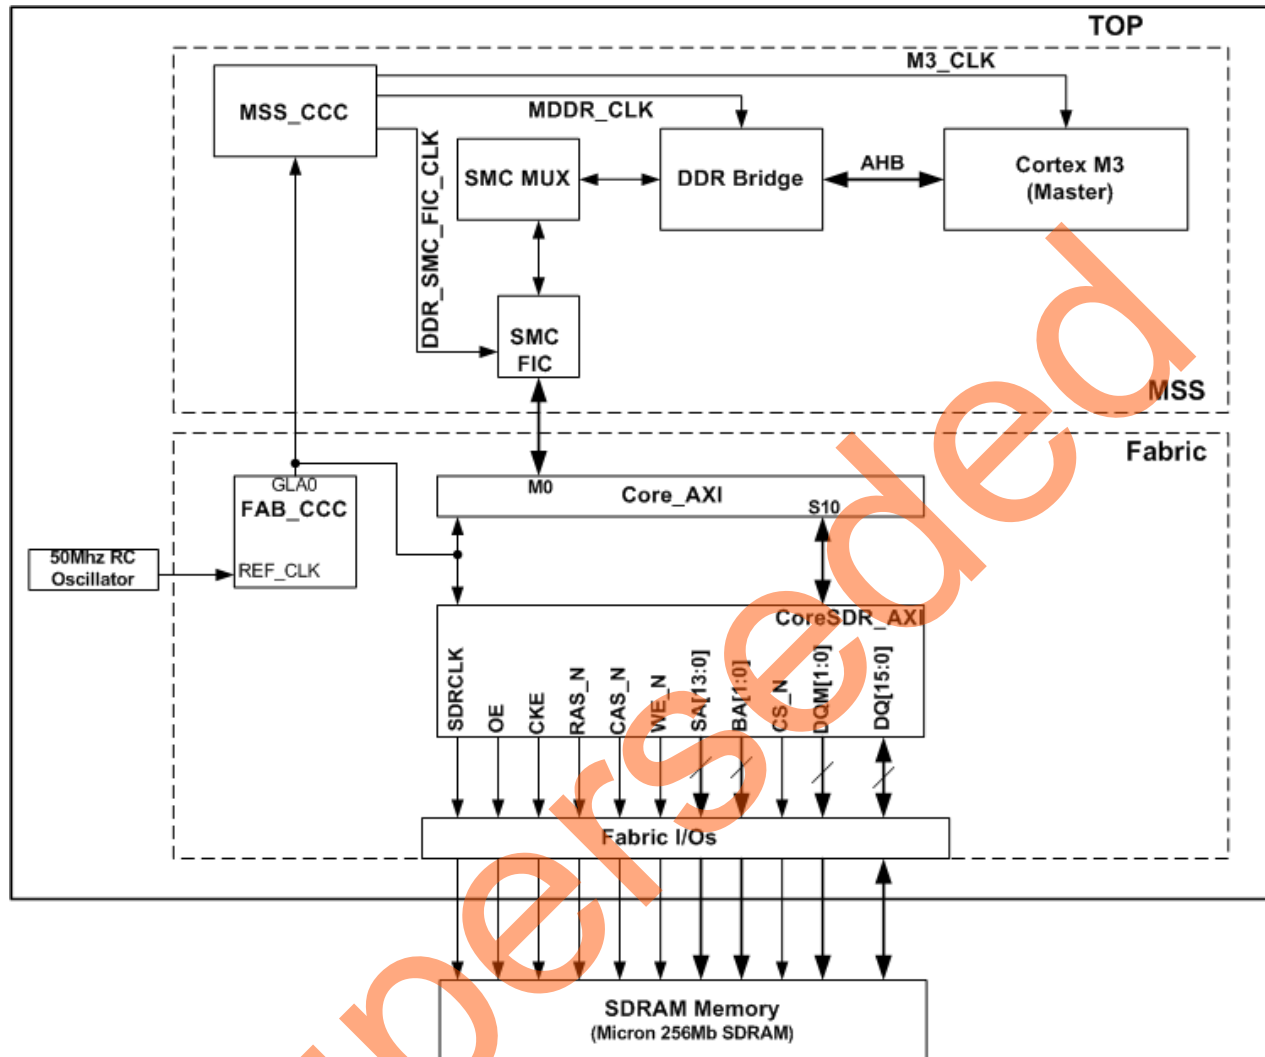 TOP
M3_CLK
MSS_CCC
MDDR_CLK
DDR_SMC_FIC_CLK
SMC MUX
DDR Bridge
AHB
Cortex M3
(Master)
SMC
FIC
MSS
Fabric
GLA0
FAB_CCC
REF_CLK
50Mhz RC
Oscillator
M0
Core_AXI
S10
CoreSDR_AXI
SDRCLK
OE
CKE
RAS_N
CAS_N
WE_N
SA[13:0]
BA[1:0]
CS_N
DQM[1:0]
DQ[15:0]
Fabric I/Os
SDRAM Memory
(Micron 256Mb SDRAM)
perseded